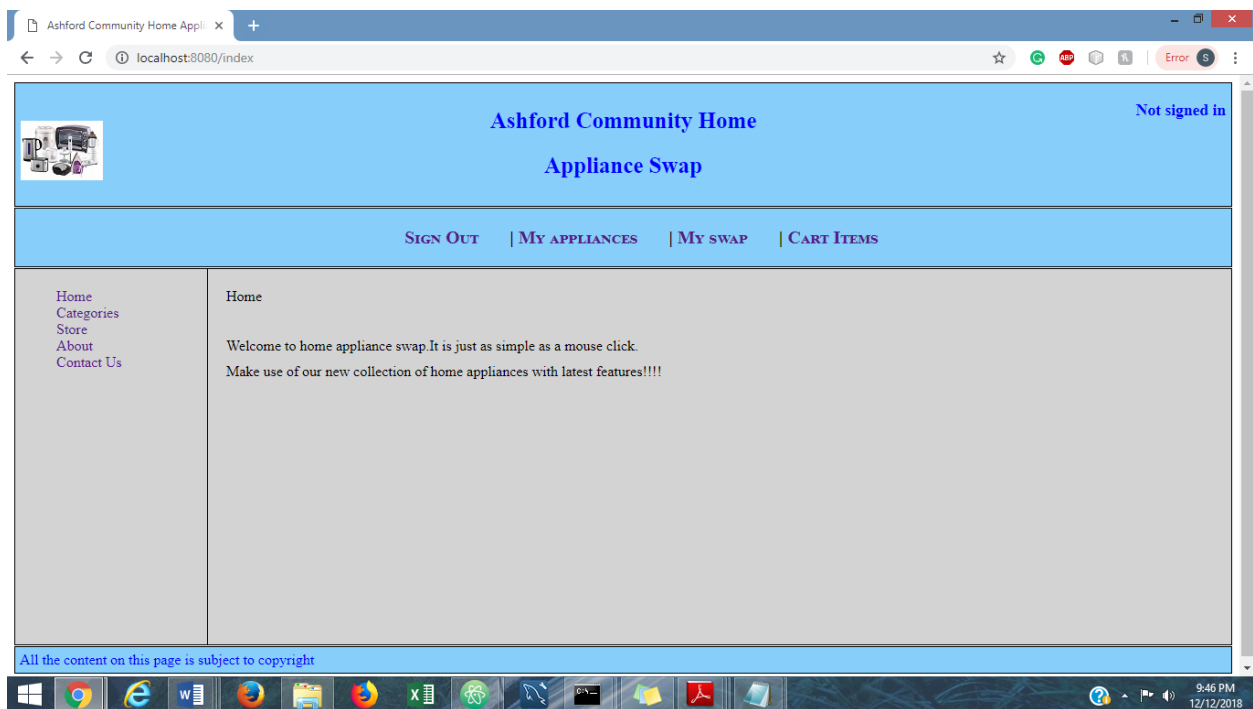 Ashford Community Home Appli
localhost:8080/index
ABP
Error S
Ashford Community Home
Appliance Swap
Not signed in
Sign Out | My appliances | My swap | Cart Items
Home
Categories
Store
About
Contact Us
Home
Welcome to home appliance swap.It is just as simple as a mouse click.
Make use of our new collection of home appliances with latest features!!!!
All the content on this page is subject to copyright
9:46 PM
12/12/2018